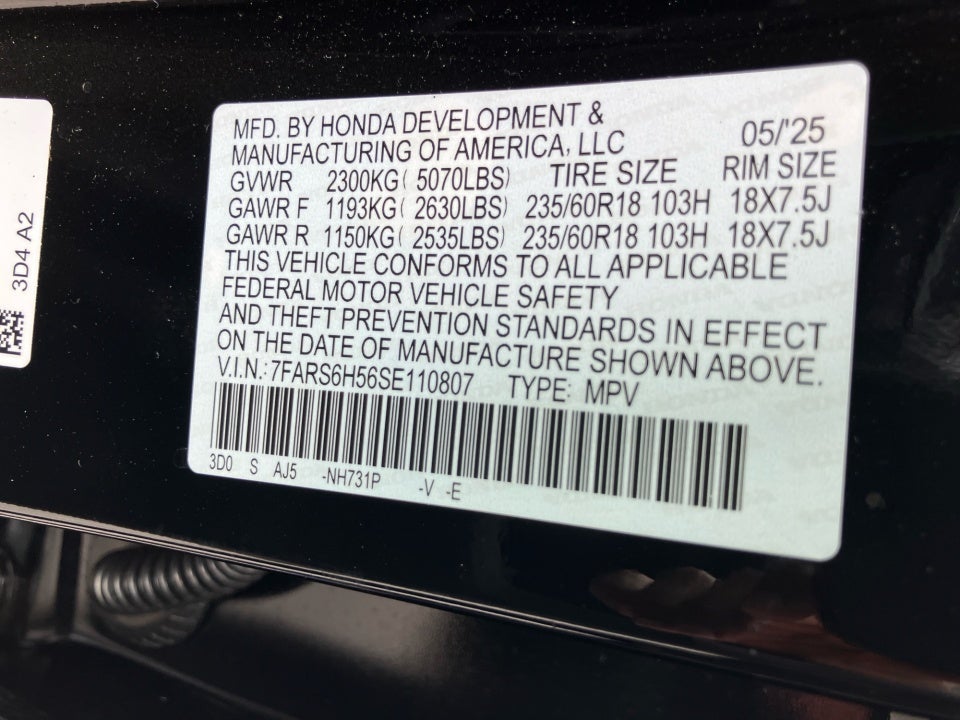 3D4 A2
MFD. BY HONDA DEVELOPMENT &
MANUFACTURING OF AMERICA, LLC 05/'25
GVWR 2300KG( 5070LBS) TIRE SIZE RIM SIZE
GAWR F 1193KG( 2630LBS) 235/60R18 103H 18X7.5J
GAWR R 1150KG( 2535LBS) 235/60R18 103H 18X7.5J
THIS VEHICLE CONFORMS TO ALL APPLICABLE
FEDERAL MOTOR VEHICLE SAFETY
AND THEFT PREVENTION STANDARDS IN EFFECT
ON THE DATE OF MANUFACTURE SHOWN ABOVE.
V.I.N.:7FARS6H56SE110807 TYPE: MPV
3D0 S AJ5 -NH731P -V -E